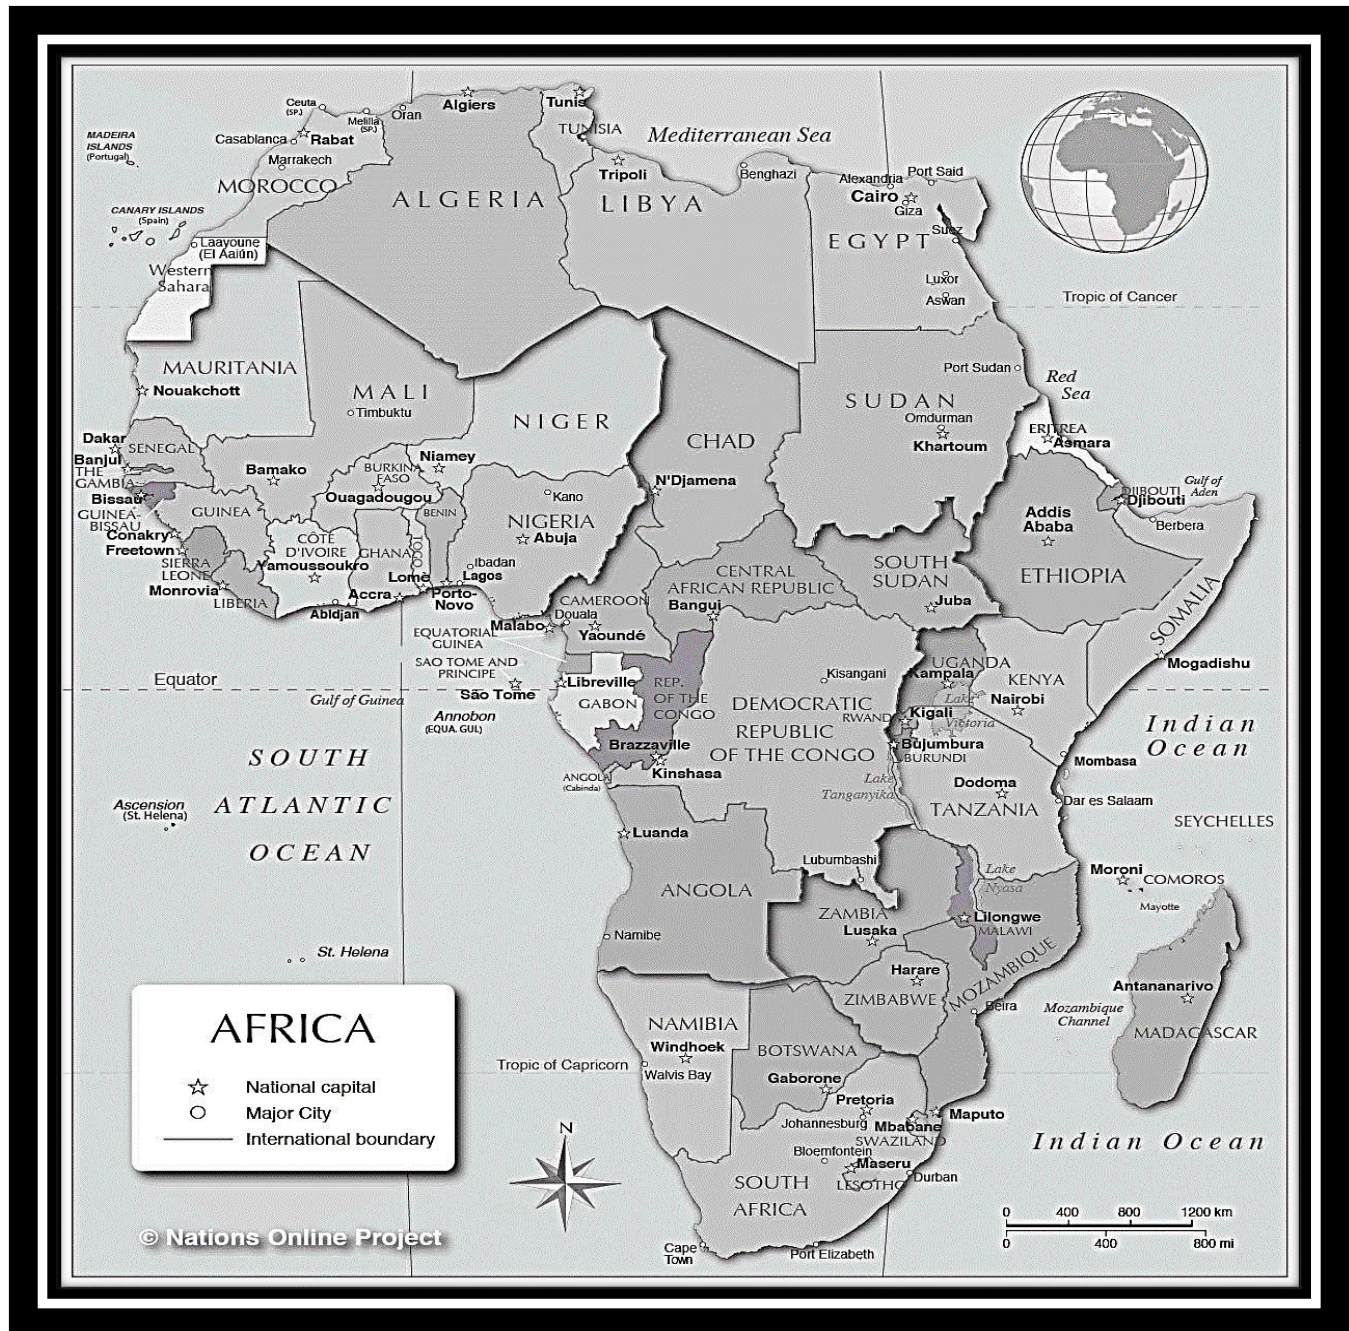 Ceuta
(SP.)
Melilla
(SP.)
Oran
Algiers
Tunis
TUNISIA
MADEIRA
ISLANDS
(Portugal)
Casablanca
Rabat
Marrakech
MOROCCO
Mediterranean Sea
Tripoli
Benghazi
Alexandria
Port Said
Cairo
Giza
Suez
ALGERIA
LIBYA
EGYPT
CANARY ISLANDS
(Spain)
Laayoune
(El Aaiún)
Western
Sahara
Luxor
Aswan
Tropic of Cancer
MAURITANIA
Nouakchott
MALI
Timbuktu
NIGER
CHAD
SUDAN
Port Sudan
Omdurman
Khartoum
Red
Sea
ERITREA
Asmara
Dakar
SENEGAL
Banjul
THE
GAMBIA
Bissau
GUINEA-
BISSAU
Bamako
BURKINA
FASO
Ouagadougou
Niamey
N'Djamena
Kano
NIGERIA
Abuja
BENIN
GUINEA
Conakry
Freetown
SIERRA
LEONE
Monrovia
LIBERIA
CÔTE
D'IVOIRE
Yamoussoukro
Abidjan
GHANA
Accra
TOGO
Lomé
Porto-
Novo
Ibadan
Lagos
DJIBOUTI
Djibouti
Gulf of
Aden
Berbera
Addis
Ababa
ETHIOPIA
SOMALIA
Mogadishu
SOUTH
SUDAN
Juba
CENTRAL
AFRICAN REPUBLIC
Bangui
CAMEROON
Douala
Yaoundé
Malabo
EQUATORIAL
GUINEA
SAO TOME AND
PRINCIPE
São Tome
Equator
Gulf of Guinea
Annobon
(EQUA. GUL)
Libreville
GABON
REP.
OF THE
CONGO
Brazzaville
Kinshasa
ANGOLA
(Cabinda)
Kisangani
DEMOCRATIC
REPUBLIC
OF THE CONGO
UGANDA
Kampala
KENYA
Nairobi
Lake
Victoria
RWANDA
Kigali
Bujumbura
BURUNDI
Lake
Tanganyika
Dodoma
TANZANIA
Mombasa
Dar es Salaam
Indian
Ocean
SEYCHELLES
SOUTH
ATLANTIC
OCEAN
Ascension
(St. Helena)
Luanda
ANGOLA
Namibe
Lubumbashi
ZAMBIA
Lusaka
Lake
Nyasa
Lilongwe
MALAWI
Moroni
COMOROS
Mayotte
St. Helena
Harare
ZIMBABWE
MOZAMBIQUE
Beira
Mozambique
Channel
Antananarivo
MADAGASCAR
NAMIBIA
Windhoek
Walvis Bay
BOTSWANA
Gaborone
Tropic of Capricorn
Pretoria
Johannesburg
Mbabane
SWAZILAND
Maputo
Bloemfontein
Maseru
LESOTHO
Durban
SOUTH
AFRICA
Cape
Town
Port Elizabeth
Indian Ocean
AFRICA
National capital
Major City
International boundary
N
0 400 800 1200 km
0 400 800 mi
© Nations Online Project